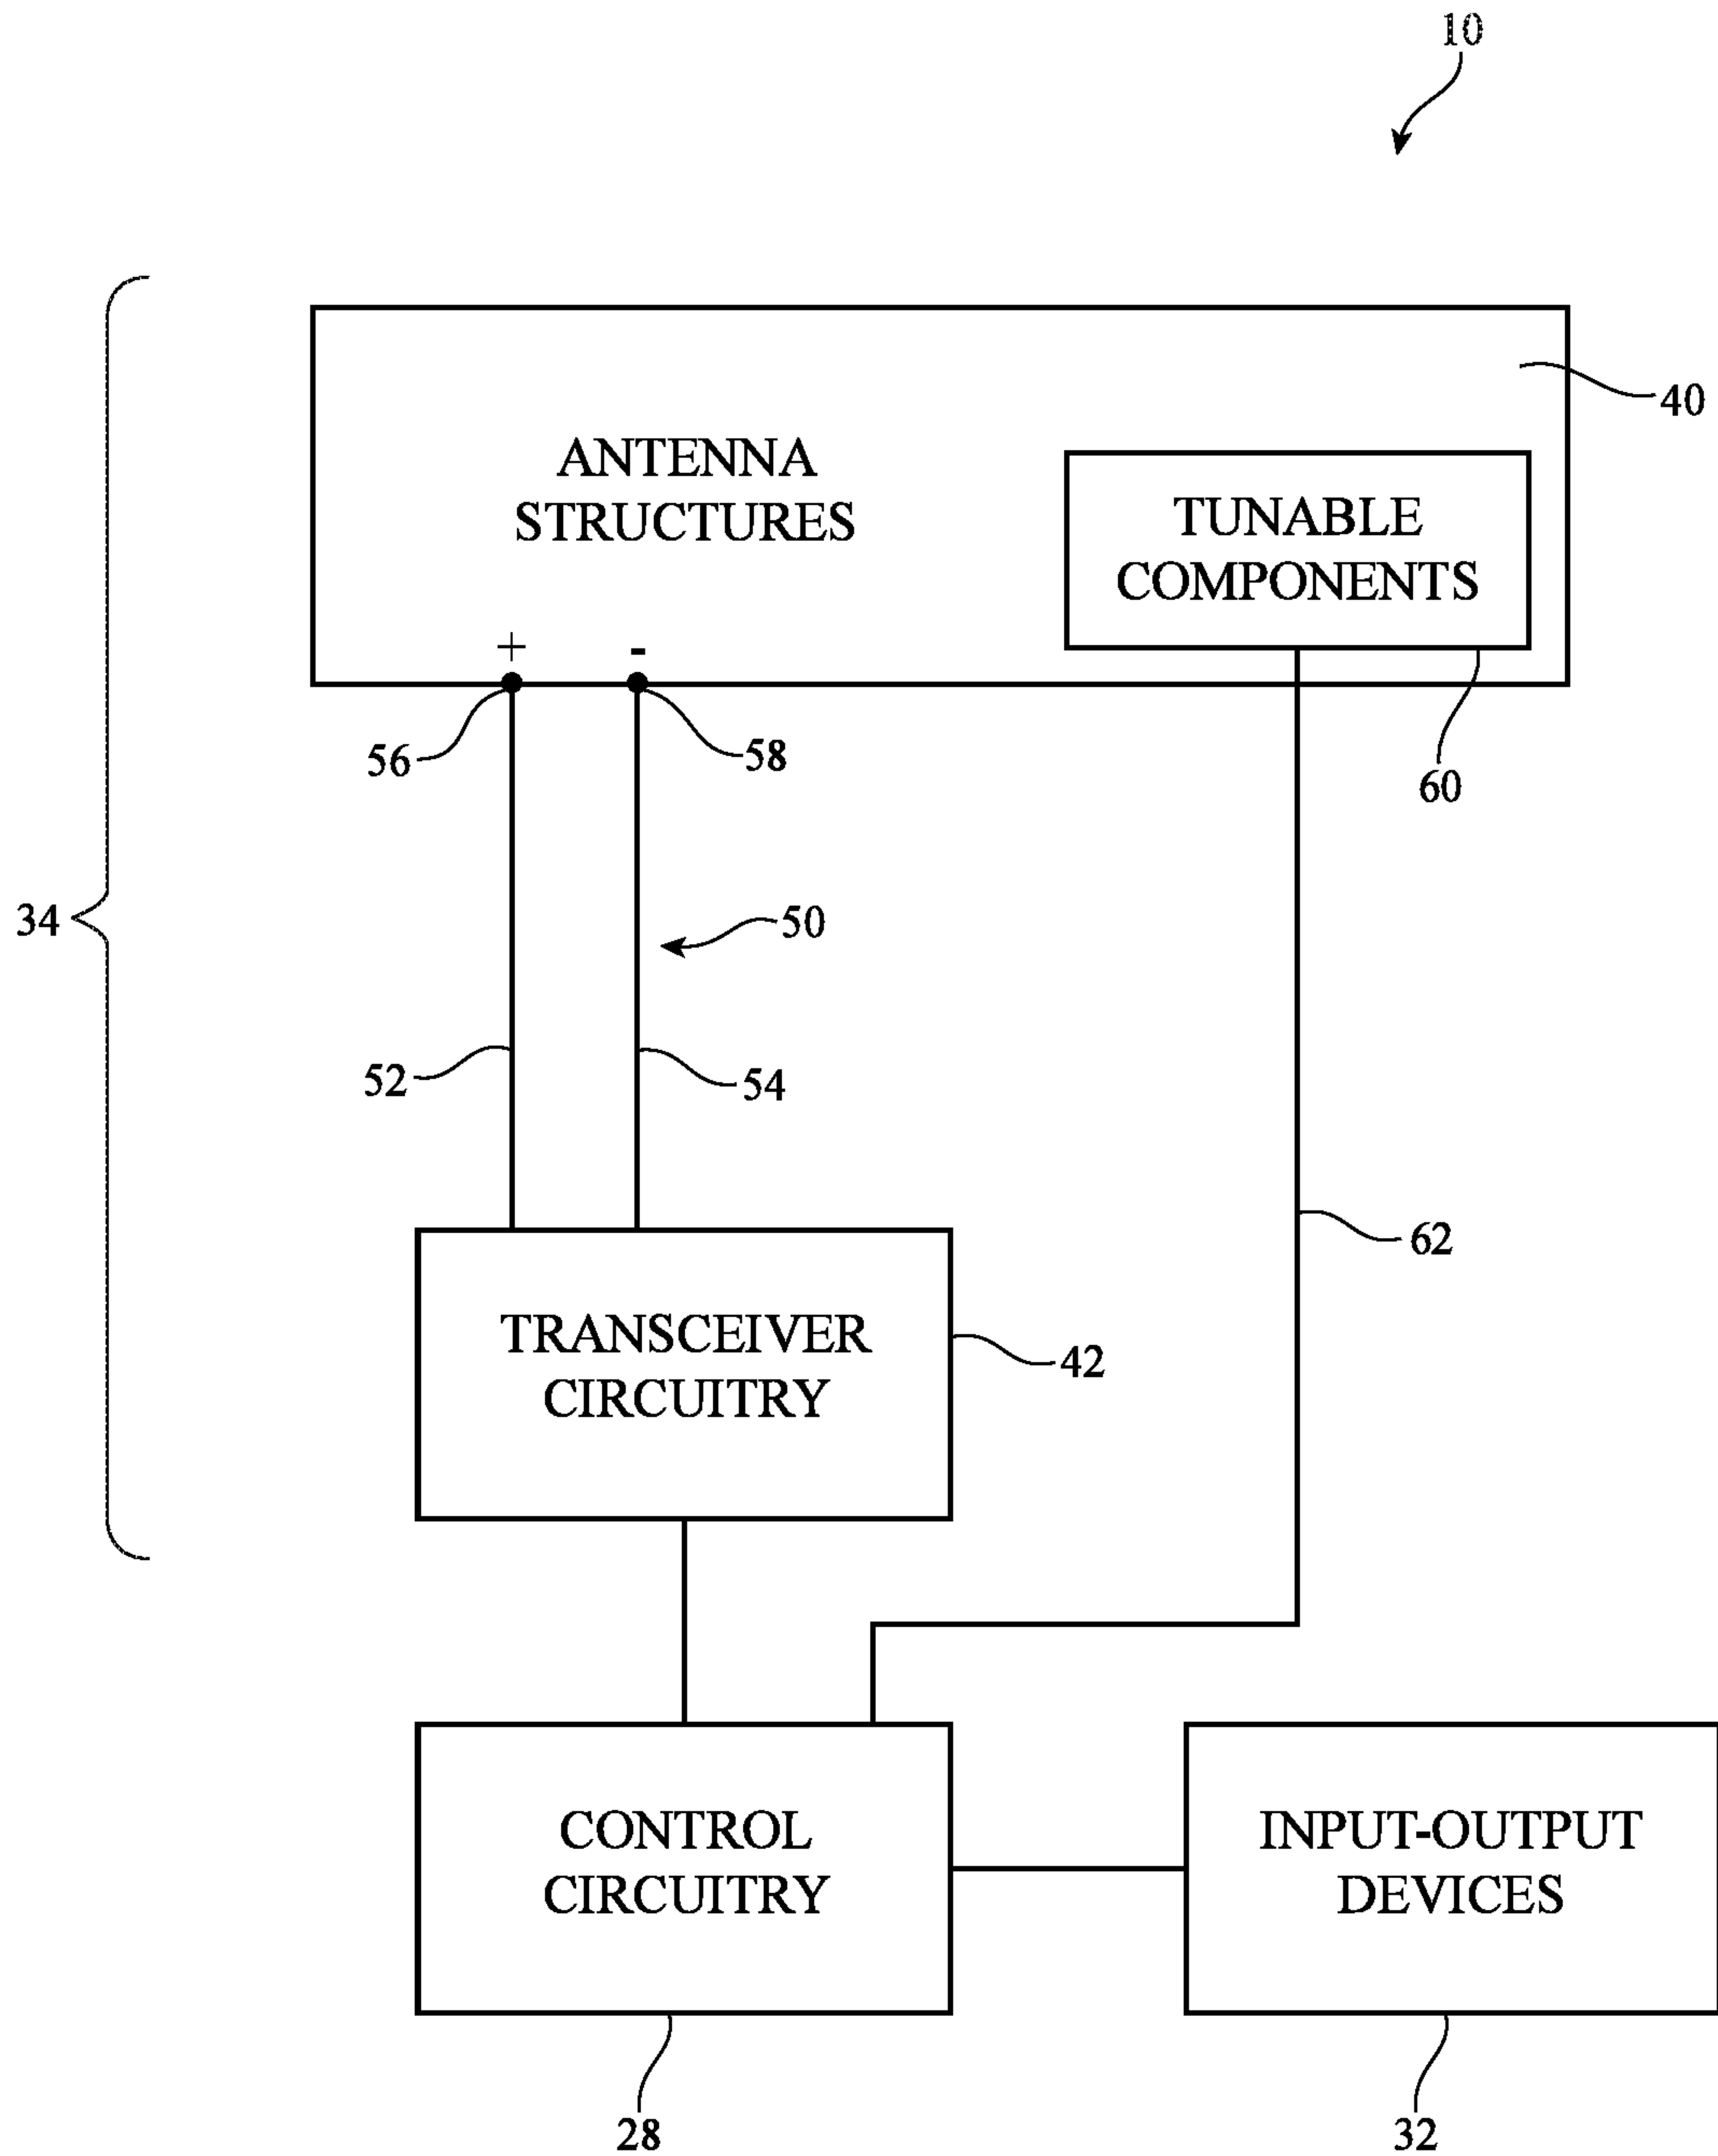 10
40
ANTENNA
STRUCTURES
TUNABLE
COMPONENTS
+
-
56
58
60
34
50
52
54
62
TRANSCEIVER
CIRCUITRY
42
CONTROL
CIRCUITRY
INPUT-OUTPUT
DEVICES
28
32